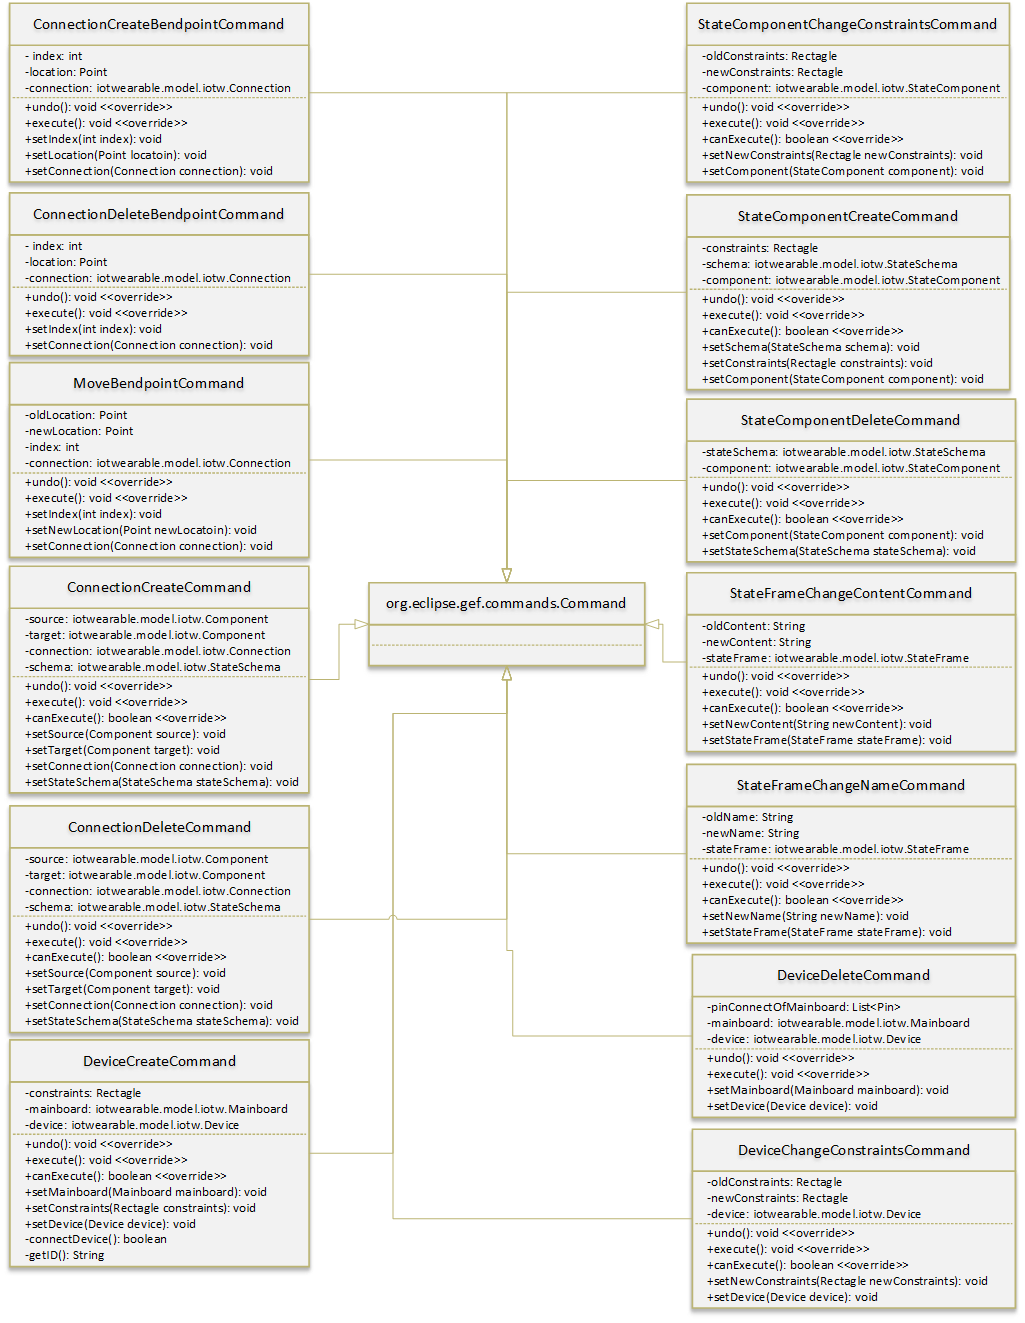 ConnectionCreateBendpointCommand
- index: int
-location: Point
-connection: iotwearable.model.iotw.Connection
+undo(): void <<override>>
+execute(): void <<override>>
+setIndex(int index): void
+setLocation(Point locatoin): void
+setConnection(Connection connection): void
ConnectionDeleteBendpointCommand
- index: int
-location: Point
-connection: iotwearable.model.iotw.Connection
+undo(): void <<override>>
+execute(): void <<override>>
+setIndex(int index): void
+setConnection(Connection connection): void
MoveBendpointCommand
-oldLocation: Point
-newLocation: Point
-index: int
-connection: iotwearable.model.iotw.Connection
+undo(): void <<override>>
+execute(): void <<override>>
+setIndex(int index): void
+setNewLocation(Point newLocatoin): void
+setConnection(Connection connection): void
ConnectionCreateCommand
-source: iotwearable.model.iotw.Component
-target: iotwearable.model.iotw.Component
-connection: iotwearable.model.iotw.Connection
-schema: iotwearable.model.iotw.StateSchema
+undo(): void <<override>>
+execute(): void <<override>>
+canExecute(): boolean <<override>>
+setSource(Component source): void
+setTarget(Component target): void
+setConnection(Connection connection): void
+setStateSchema(StateSchema stateSchema): void
ConnectionDeleteCommand
-source: iotwearable.model.iotw.Component
-target: iotwearable.model.iotw.Component
-connection: iotwearable.model.iotw.Connection
-schema: iotwearable.model.iotw.StateSchema
+undo(): void <<override>>
+execute(): void <<override>>
+canExecute(): boolean <<override>>
+setSource(Component source): void
+setTarget(Component target): void
+setConnection(Connection connection): void
+setStateSchema(StateSchema stateSchema): void
DeviceCreateCommand
-constraints: Rectagle
-mainboard: iotwearable.model.iotw.Mainboard
-device: iotwearable.model.iotw.Device
+undo(): void <<override>>
+execute(): void <<override>>
+canExecute(): boolean <<override>>
+setMainboard(Mainboard mainboard): void
+setConstraints(Rectagle constraints): void
+setDevice(Device device): void
-connectDevice(): boolean
-getID(): String
org.eclipse.gef.commands.Command
StateComponentChangeConstraintsCommand
-oldConstraints: Rectagle
-newConstraints: Rectagle
-component: iotwearable.model.iotw.StateComponent
+undo(): void <<override>>
+execute(): void <<override>>
+canExecute(): boolean <<override>>
+setNewConstraints(Rectagle newConstraints): void
+setComponent(StateComponent component): void
StateComponentCreateCommand
-constraints: Rectagle
-schema: iotwearable.model.iotw.StateSchema
-component: iotwearable.model.iotw.StateComponent
+undo(): void <<overide>>
+execute(): void <<override>>
+canExecute(): boolean <<override>>
+setSchema(StateSchema schema): void
+setConstraints(Rectagle constraints): void
+setComponent(StateComponent component): void
StateComponentDeleteCommand
-stateSchema: iotwearable.model.iotw.StateSchema
-component: iotwearable.model.iotw.StateComponent
+undo(): void <<override>>
+execute(): void <<override>>
+canExecute(): boolean <<override>>
+setComponent(StateComponent component): void
+setStateSchema(StateSchema stateSchema): void
StateFrameChangeContentCommand
-oldContent: String
-newContent: String
-stateFrame: iotwearable.model.iotw.StateFrame
+undo(): void <<override>>
+execute(): void <<override>>
+canExecute(): boolean <<override>>
+setNewContent(String newContent): void
+setStateFrame(StateFrame stateFrame): void
StateFrameChangeNameCommand
-oldName: String
-newName: String
-stateFrame: iotwearable.model.iotw.StateFrame
+undo(): void <<override>>
+execute(): void <<override>>
+canExecute(): boolean <<override>>
+setNewName(String newName): void
+setStateFrame(StateFrame stateFrame): void
DeviceDeleteCommand
-pinConnectOfMainboard: List<Pin>
-mainboard: iotwearable.model.iotw.Mainboard
-device: iotwearable.model.iotw.Device
+undo(): void <<override>>
+execute(): void <<override>>
+setMainboard(Mainboard mainboard): void
+setDevice(Device device): void
DeviceChangeConstraintsCommand
-oldConstraints: Rectagle
-newConstraints: Rectagle
-device: iotwearable.model.iotw.Device
+undo(): void <<override>>
+execute(): void <<override>>
+canExecute(): boolean <<override>>
+setNewConstraints(Rectagle newConstraints): void
+setDevice(Device device): void